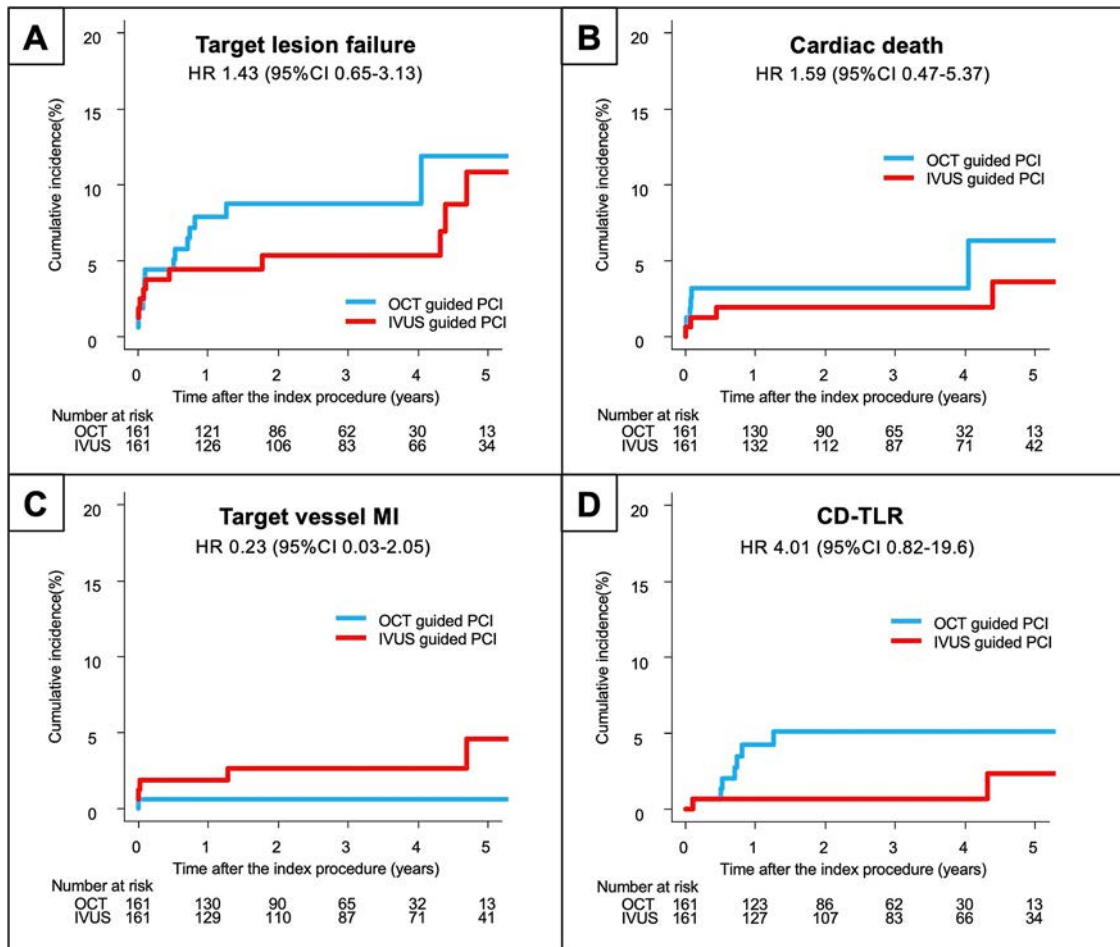 A
Target lesion failure
HR 1.43 (95%CI 0.65-3.13)
Cumulative incidence(%)
20
15
10
5
0
OCT guided PCI
IVUS guided PCI
0 1 2 3 4 5
Time after the index procedure (years)
Number at risk
OCT 161 121 86 62 30 13
IVUS 161 126 106 83 66 34
B
Cardiac death
HR 1.59 (95%CI 0.47-5.37)
Cumulative incidence(%)
20
15
10
5
0
OCT guided PCI
IVUS guided PCI
0 1 2 3 4 5
Time after the index procedure (years)
Number at risk
OCT 161 130 90 65 32 13
IVUS 161 132 112 87 71 42
C
Target vessel MI
HR 0.23 (95%CI 0.03-2.05)
Cumulative incidence(%)
20
15
10
5
0
OCT guided PCI
IVUS guided PCI
0 1 2 3 4 5
Time after the index procedure (years)
Number at risk
OCT 161 130 90 65 32 13
IVUS 161 129 110 87 71 41
D
CD-TLR
HR 4.01 (95%CI 0.82-19.6)
Cumulative incidence(%)
20
15
10
5
0
OCT guided PCI
IVUS guided PCI
0 1 2 3 4 5
Time after the index procedure (years)
Number at risk
OCT 161 123 86 62 30 13
IVUS 161 127 107 83 66 34